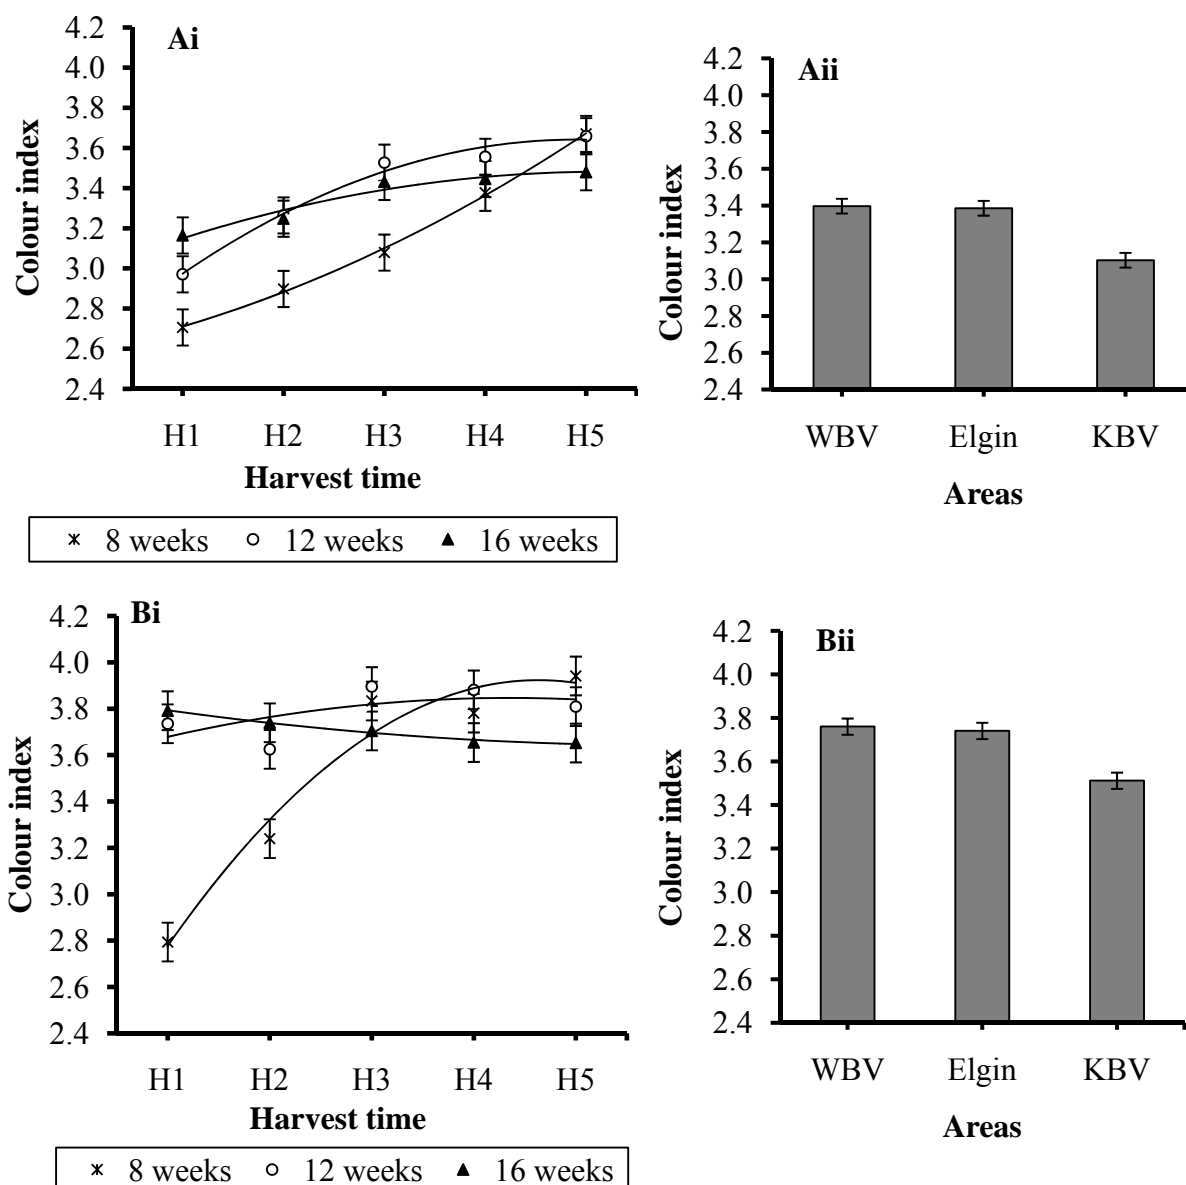 Ai
Colour index
4.2
4.0
3.8
3.6
3.4
3.2
3.0
2.8
2.6
2.4
H1 H2 H3 H4 H5
Harvest time
8 weeks 12 weeks 16 weeks
Aii
Colour index
4.2
4.0
3.8
3.6
3.4
3.2
3.0
2.8
2.6
2.4
WBV Elgin KBV
Areas
Bi
Colour index
4.2
4.0
3.8
3.6
3.4
3.2
3.0
2.8
2.6
2.4
H1 H2 H3 H4 H5
Harvest time
8 weeks 12 weeks 16 weeks
Bii
Colour index
4.2
4.0
3.8
3.6
3.4
3.2
3.0
2.8
2.6
2.4
WBV Elgin KBV
Areas